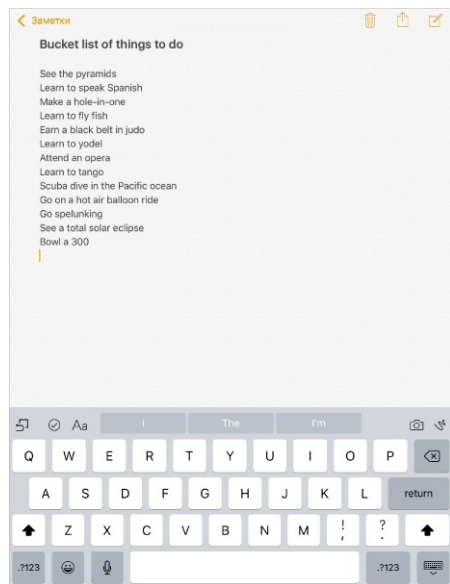 Заметки
Bucket list of things to do
See the pyramids
Learn to speak Spanish
Make a hole-in-one
Learn to fly fish
Earn a black belt in judo
Learn to yodel
Attend an opera
Learn to tango
Scuba dive in the Pacific ocean
Go on a hot air balloon ride
Go spelunking
See a total solar eclipse
Bowl a 300
Aa I The I'm
Q W E R T Y U I O P
A S D F G H J K L return
Z X C V B N M ! , ? .
.?123 .?123